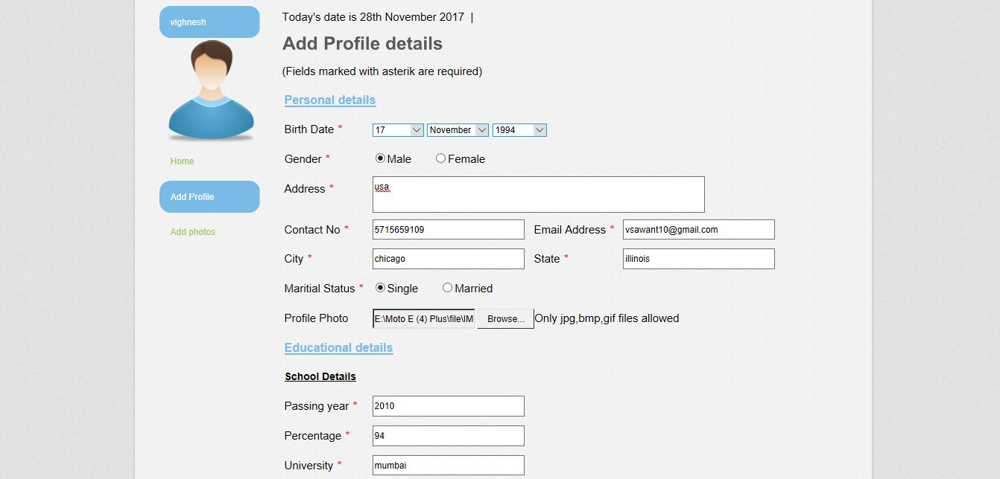 vighnesh
Today's date is 28th November 2017 |
Add Profile details
(Fields marked with asterik are required)
Personal details
Birth Date * 17 November 1994
Gender * Male Female
Home
Address * usa
Add Profile
Contact No * 5715659109 Email Address * vsawant10@gmail.com
Add photos
City * chicago State * illinois
Maritial Status * Single Married
Profile Photo E:\Moto E (4) Plus\file\IM Browse... Only jpg,bmp,gif files allowed
Educational details
School Details
Passing year * 2010
Percentage * 94
University * mumbai